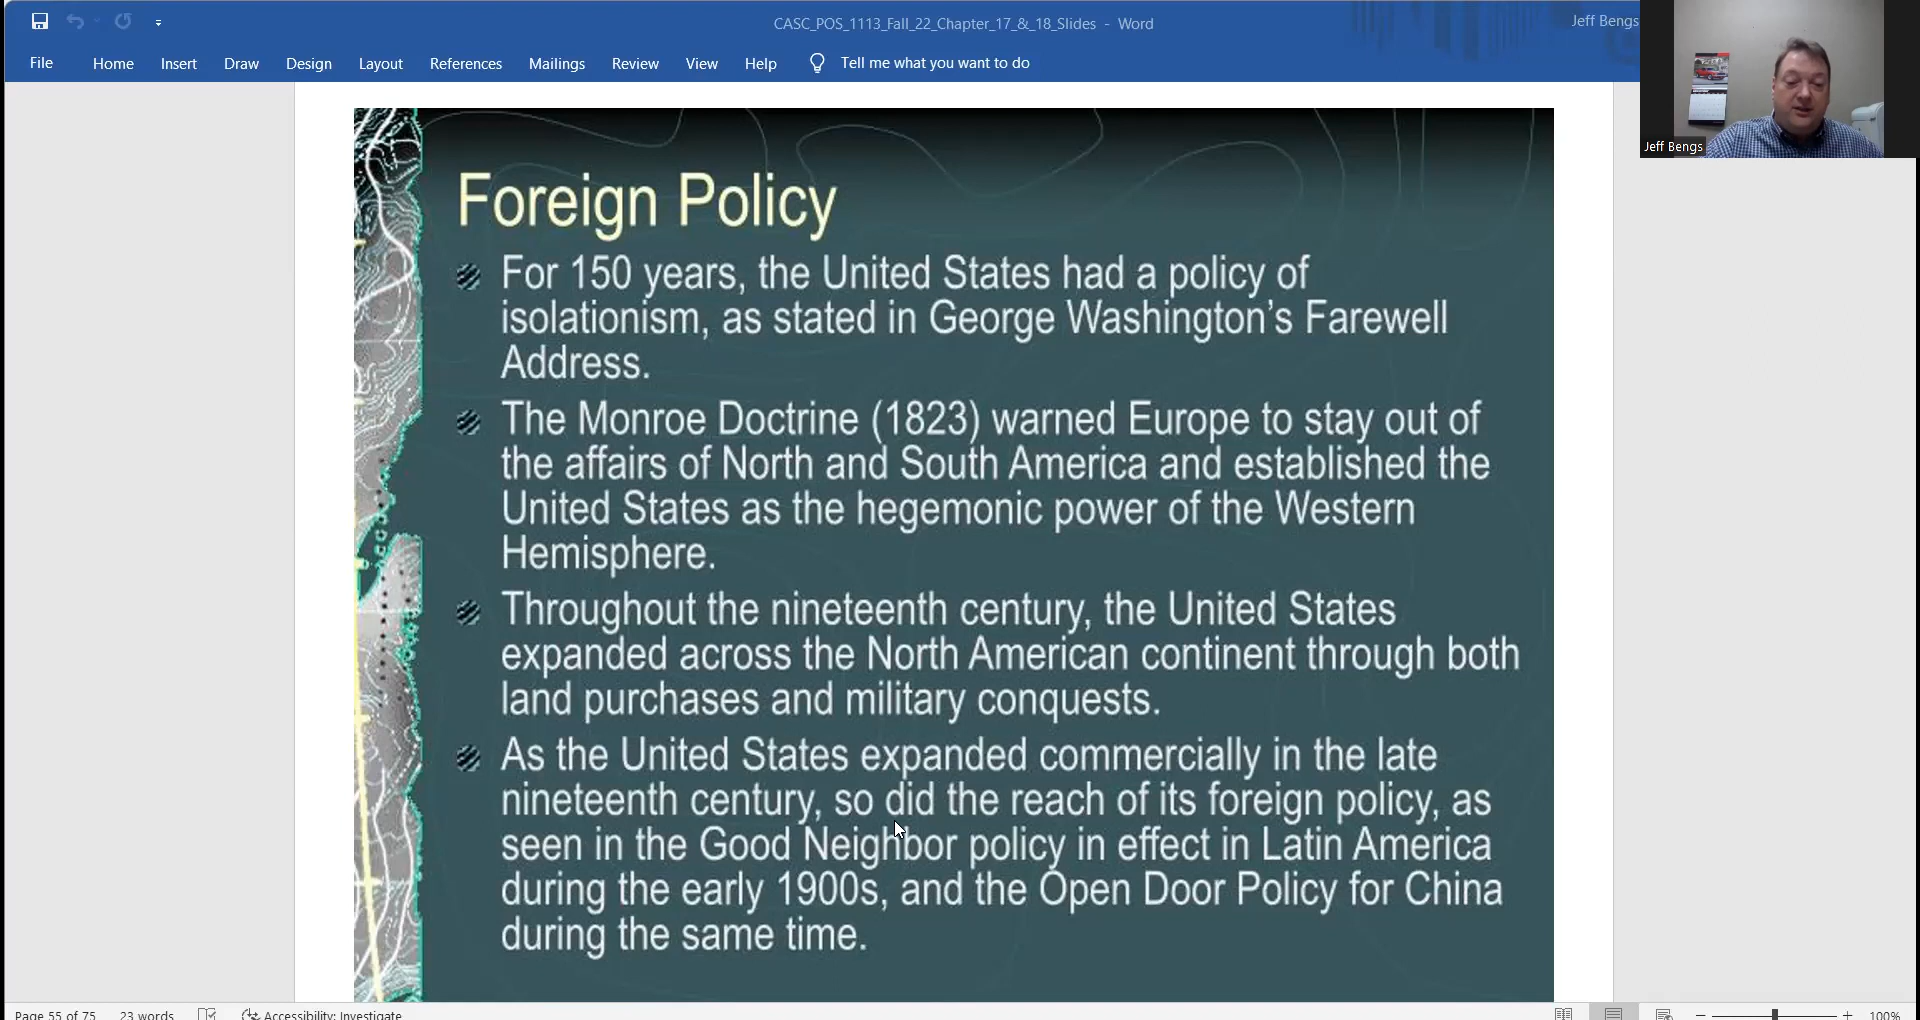 CASC_POS_1113_Fall_22_Chapter_17_&_18_Slides - Word
Jeff Bengs
File Home Insert Draw Design Layout References Mailings Review View Help Tell me what you want to do
Jeff Bengs
Foreign Policy
For 150 years, the United States had a policy of
isolationism, as stated in George Washington’s Farewell
Address.
The Monroe Doctrine (1823) warned Europe to stay out of
the affairs of North and South America and established the
United States as the hegemonic power of the Western
Hemisphere.
Throughout the nineteenth century, the United States
expanded across the North American continent through both
land purchases and military conquests.
As the United States expanded commercially in the late
nineteenth century, so did the reach of its foreign policy, as
seen in the Good Neighbor policy in effect in Latin America
during the early 1900s, and the Open Door Policy for China
during the same time.
Page 55 of 75 23 words Accessibility: Investigate 100%